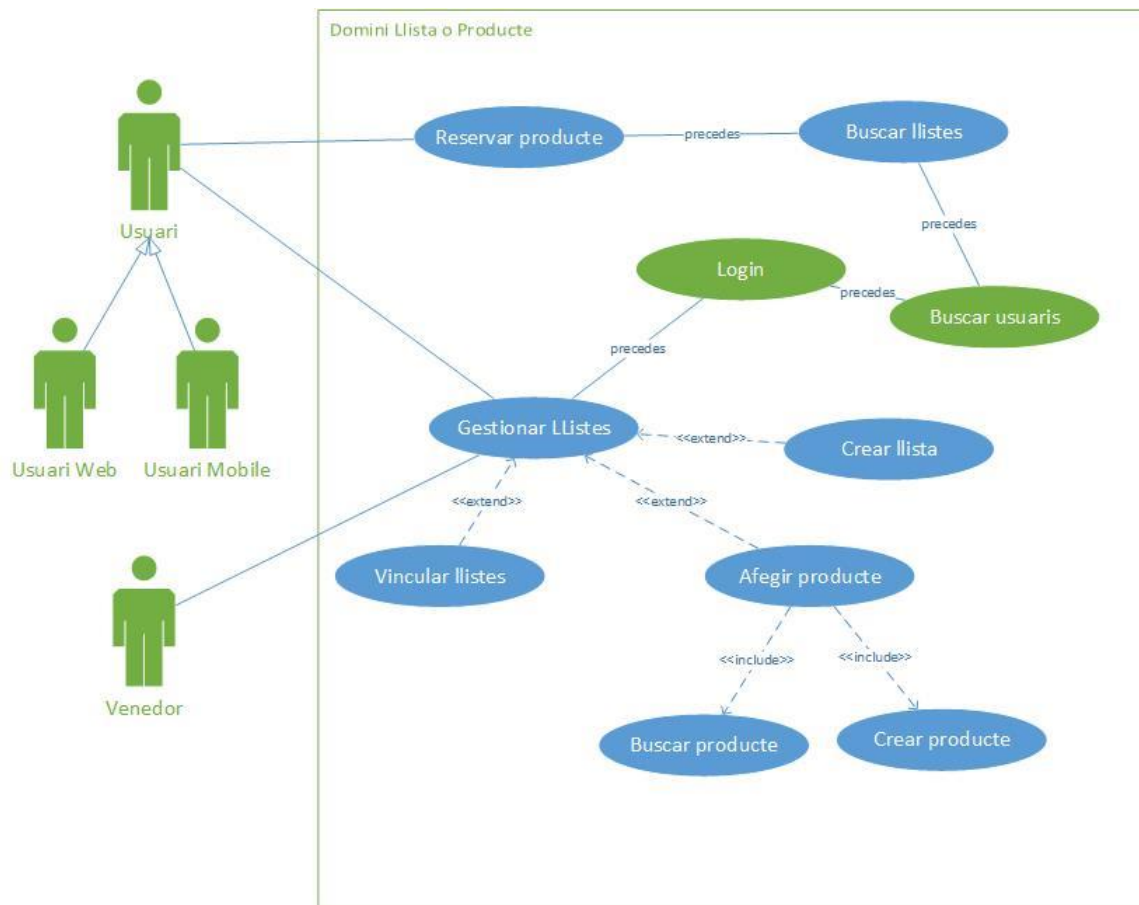 Domini Llista o Producte
Reservar producte
precedes
Buscar llistes
Usuari
precedes
Login
precedes
Buscar usuaris
Usuari Web
Usuari Mobile
precedes
Gestionar LListes
<<extend>>
Crear llista
<<extend>>
<<extend>>
Vincular llistes
Afegir producte
Venedor
<<include>>
<<include>>
Buscar producte
Crear producte